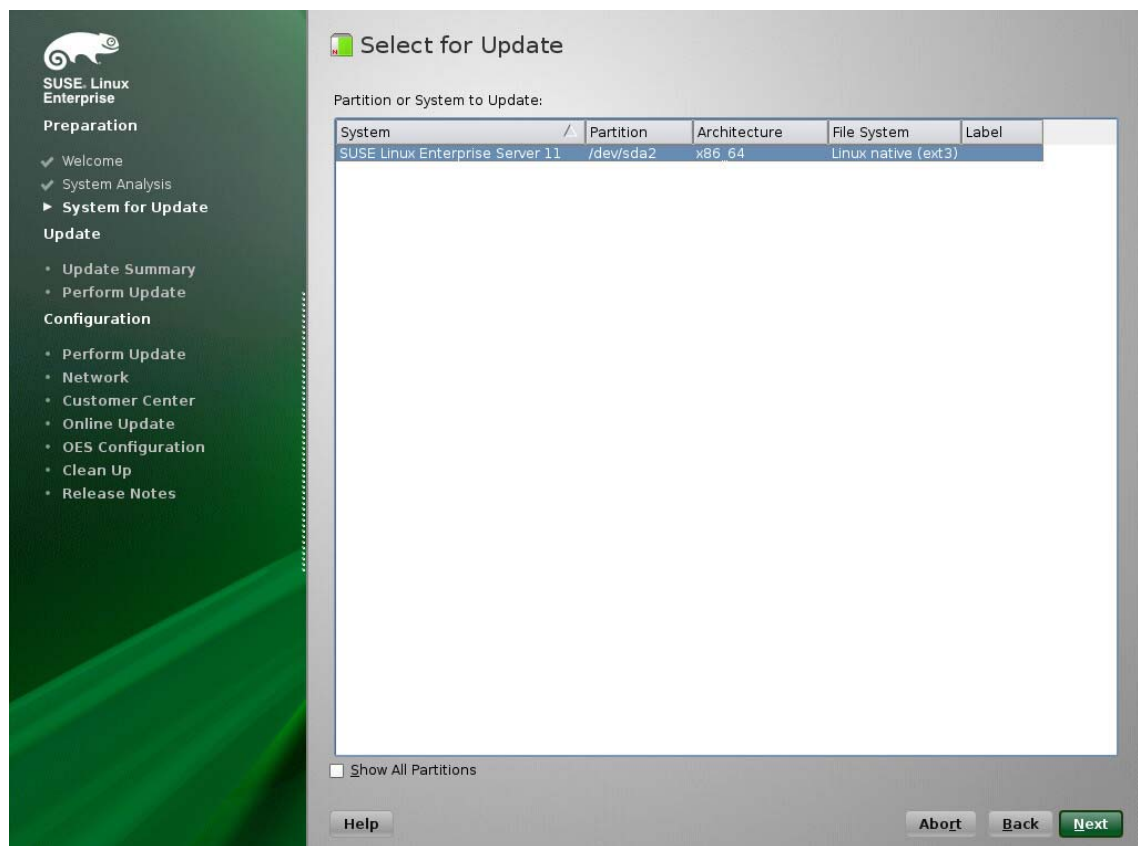 SUSE. Linux
Enterprise
Preparation
Welcome
System Analysis
System for Update
Update
Update Summary
Perform Update
Configuration
Perform Update
Network
Customer Center
Online Update
OES Configuration
Clean Up
Release Notes
Select for Update
Partition or System to Update:
System Partition Architecture File System Label
SUSE Linux Enterprise Server 11 /dev/sda2 x86_64 Linux native (ext3)
Show All Partitions
Help Abort Back Next